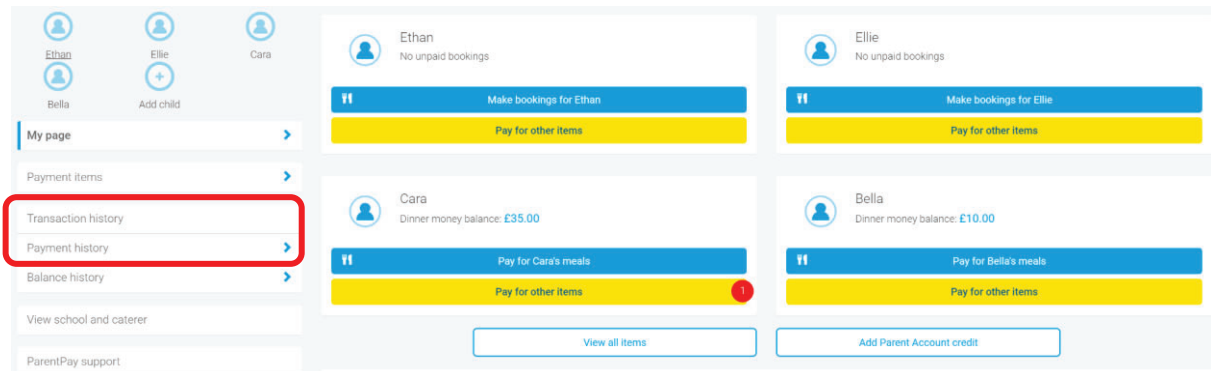 Ethan Ellie Cara
Bella Add child
My page
Payment items
Transaction history
Payment history
Balance history
View school and caterer
ParentPay support
Ethan
No unpaid bookings
Make bookings for Ethan
Pay for other items
Ellie
No unpaid bookings
Make bookings for Ellie
Pay for other items
Cara
Dinner money balance: £35.00
Pay for Cara's meals
Pay for other items 1
Bella
Dinner money balance: £10.00
Pay for Bella's meals
Pay for other items
View all items
Add Parent Account credit